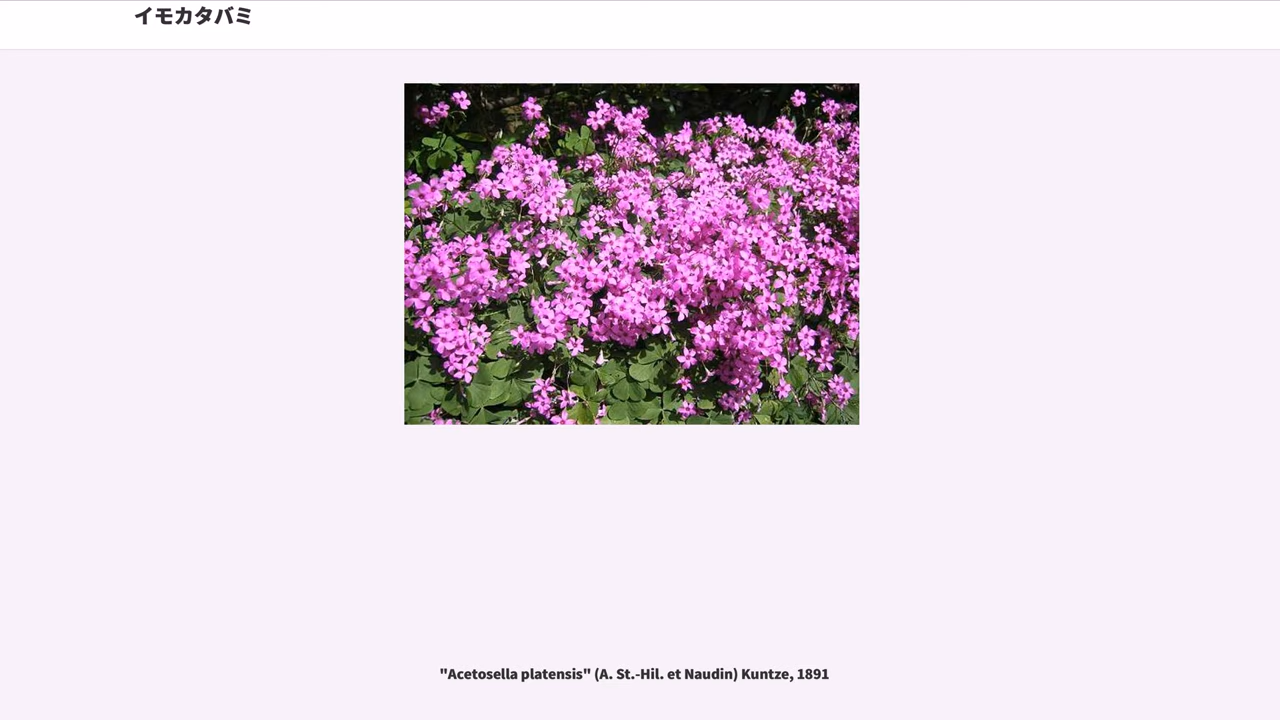 イモカタバミ
"Acetosella platensis" (A. St.-Hil. et Naudin) Kuntze, 1891